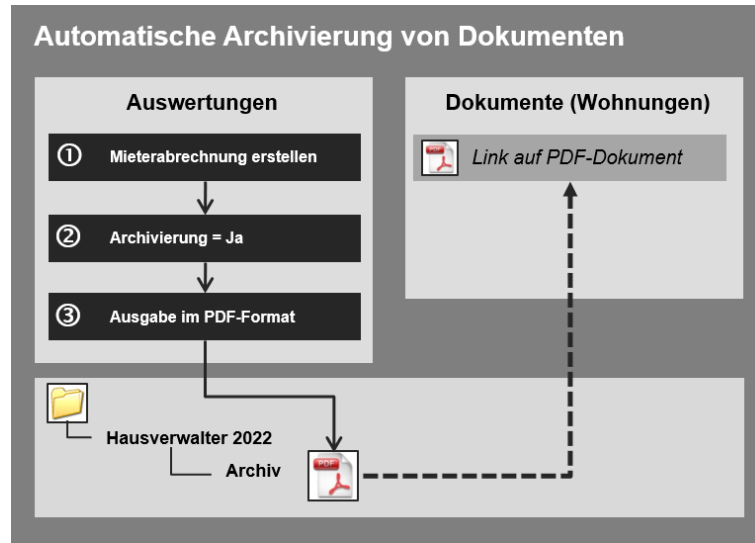 Automatische Archivierung von Dokumenten
Auswertungen
① Mieterabrechnung erstellen
② Archivierung = Ja
③ Ausgabe im PDF-Format
Dokumente (Wohnungen)
PDF
Link auf PDF-Dokument
Hausverwalter 2022
Archiv
PDF